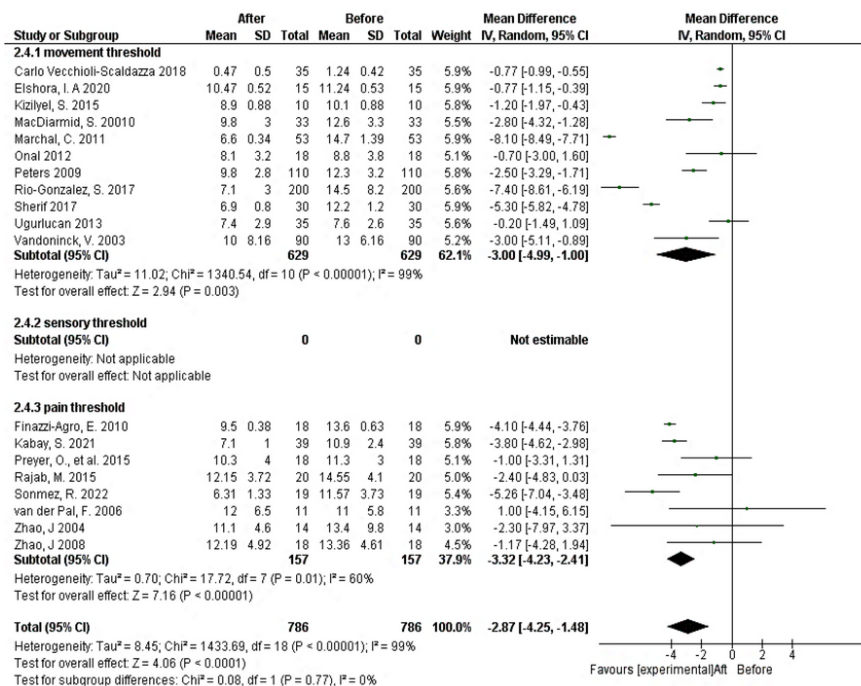 After Before Mean Difference Mean Difference
Study or Subgroup Mean SD Total Mean SD Total Weight IV, Random, 95% CI IV, Random, 95% CI
2.4.1 movement threshold
Carlo Vecchioli-Scaldazza 2018 0.47 0.5 35 1.24 0.42 35 5.9% -0.77 [-0.99, -0.55]
Elshora, I. A 2020 10.47 0.52 15 11.24 0.53 15 5.9% -0.77 [-1.15, -0.39]
Kizilyel, S. 2015 8.9 0.88 10 10.1 0.88 10 5.9% -1.20 [-1.97, -0.43]
MacDiarmid, S. 20010 9.8 3 33 12.6 3.3 33 5.6% -2.80 [-4.32, -1.28]
Marchal, C. 2011 6.6 0.34 53 14.7 1.39 53 5.9% -8.10 [-8.49, -7.71]
Onal 2012 8.1 3.2 18 8.8 3.8 18 5.1% -0.70 [-3.00, 1.60]
Peters 2009 9.8 2.8 110 12.3 3.2 110 5.9% -2.50 [-3.29, -1.71]
Rio-Gonzalez, S. 2017 7.1 3 200 14.5 8.2 200 5.7% -7.40 [-8.61, -6.19]
Sherif 2017 6.9 0.8 30 12.2 1.2 30 5.9% -5.30 [-5.82, -4.78]
Ugurlucan 2013 7.4 2.9 35 7.6 2.6 35 5.7% -0.20 [-1.49, 1.09]
Vandoninck, V. 2003 10 8.16 90 13 6.16 90 5.2% -3.00 [-5.11, -0.89]
Subtotal (95% CI) 629 629 62.1% -3.00 [-4.99, -1.00]
Heterogeneity: Tau² = 11.02; Chi² = 1340.54, df = 10 (P < 0.00001); I² = 99%
Test for overall effect: Z = 2.94 (P = 0.003)
2.4.2 sensory threshold
Subtotal (95% CI) 0 0 Not estimable
Heterogeneity: Not applicable
Test for overall effect: Not applicable
2.4.3 pain threshold
Finazzi-Agro, E. 2010 9.5 0.38 18 13.6 0.63 18 5.9% -4.10 [-4.44, -3.76]
Kabay, S. 2021 7.1 1 39 10.9 2.4 39 5.9% -3.80 [-4.62, -2.98]
Preyer, O., et al. 2015 10.3 4 18 11.3 3 18 5.1% -1.00 [-3.31, 1.31]
Rajab, M. 2015 12.15 3.72 20 14.55 4.1 20 5.0% -2.40 [-4.83, 0.03]
Sonmez, R. 2022 6.31 1.33 19 11.57 3.73 19 5.4% -5.26 [-7.04, -3.48]
van der Pal, F. 2006 12 6.5 11 11 5.8 11 3.2% 1.00 [-4.15, 6.15]
Zhao, J 2004 11.1 4.6 14 13.4 9.8 14 2.9% -2.30 [-7.97, 3.37]
Zhao, J 2008 12.19 4.92 18 13.36 4.61 18 4.5% -1.17 [-4.28, 1.94]
Subtotal (95% CI) 157 157 37.9% -3.32 [-4.23, -2.41]
Heterogeneity: Tau² = 0.70; Chi² = 17.72, df = 7 (P = 0.01); I² = 60%
Test for overall effect: Z = 7.16 (P < 0.00001)
Total (95% CI) 786 786 100.0% -2.87 [-4.25, -1.48]
Heterogeneity: Tau² = 8.45; Chi² = 1433.69, df = 18 (P < 0.00001); I² = 99%
Test for overall effect: Z = 4.06 (P < 0.0001)
Test for subgroup differences: Chi² = 0.08, df = 1 (P = 0.77), I² = 0%
-4 -2 0 2 4
Favours [experimental]Aft Before